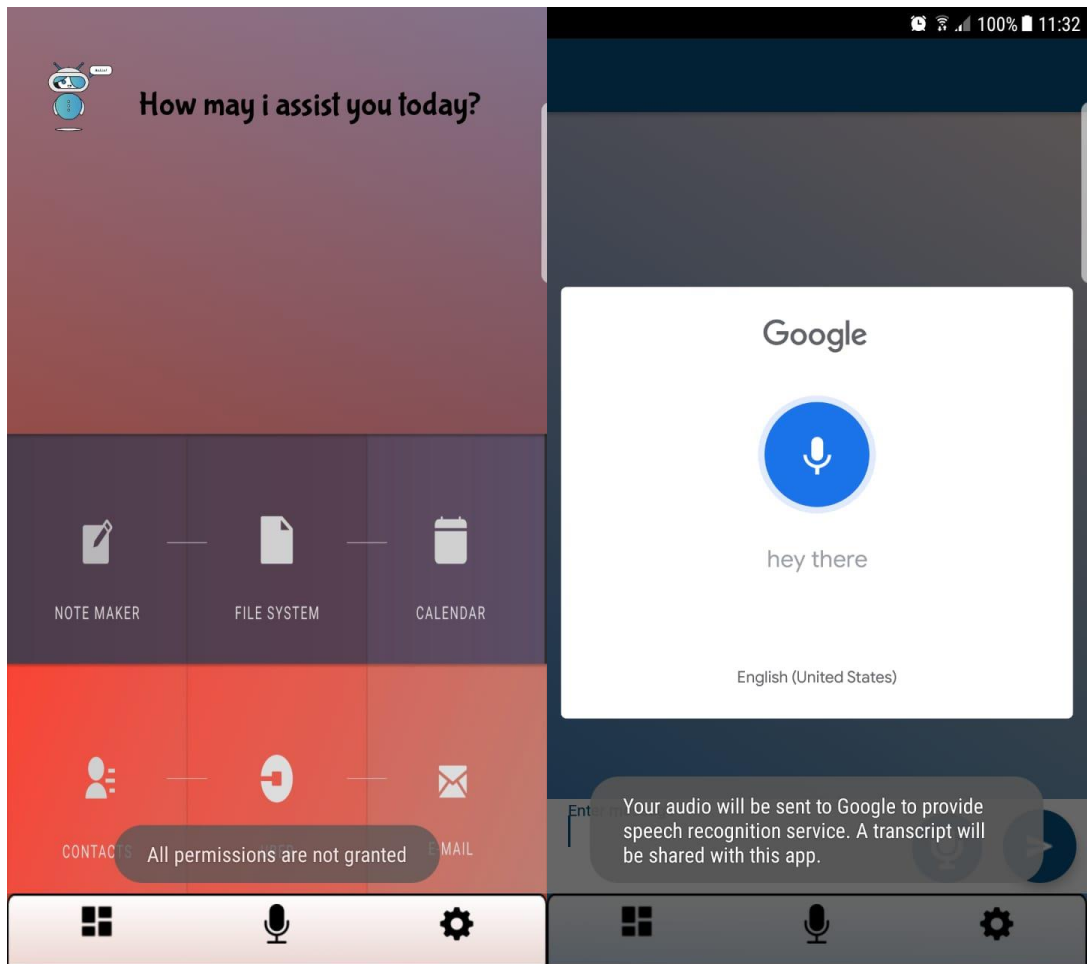 How may i assist you today?
NOTE MAKER
FILE SYSTEM
CALENDAR
CONTACTS
E-MAIL
All permissions are not granted
100% 11:32
Google
hey there
English (United States)
Your audio will be sent to Google to provide
speech recognition service. A transcript will
be shared with this app.